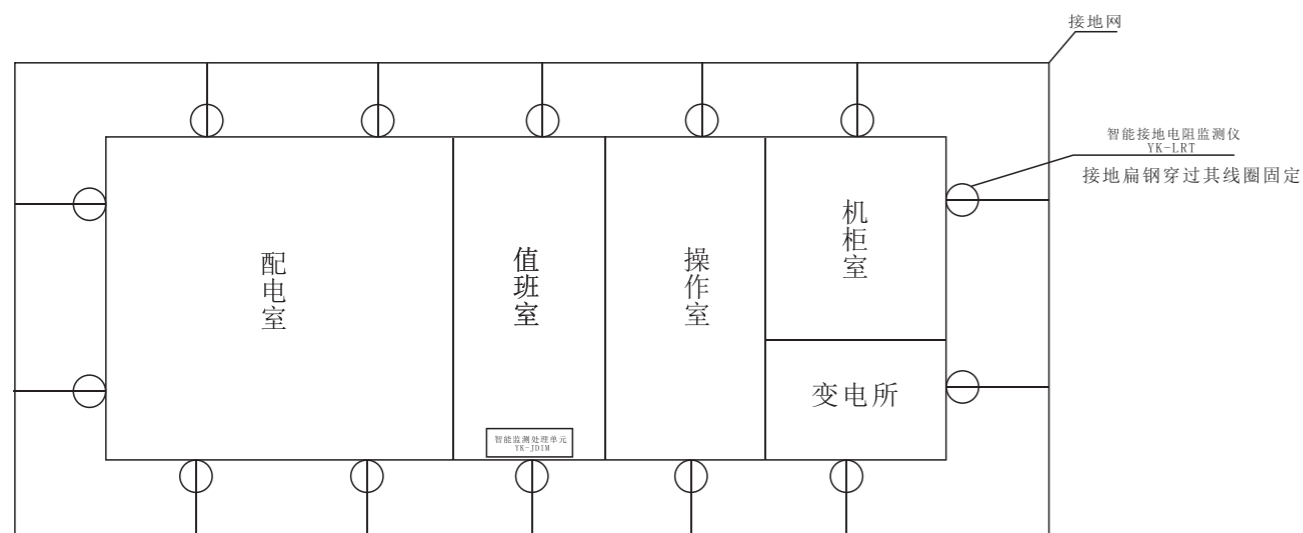 接地网
智能接地电阻监测仪
YK-LRT
接地扁钢穿过其线圈固定
配电室
值班室
操作室
机柜室
变电所
智能监测处理单元
YK-JDIM